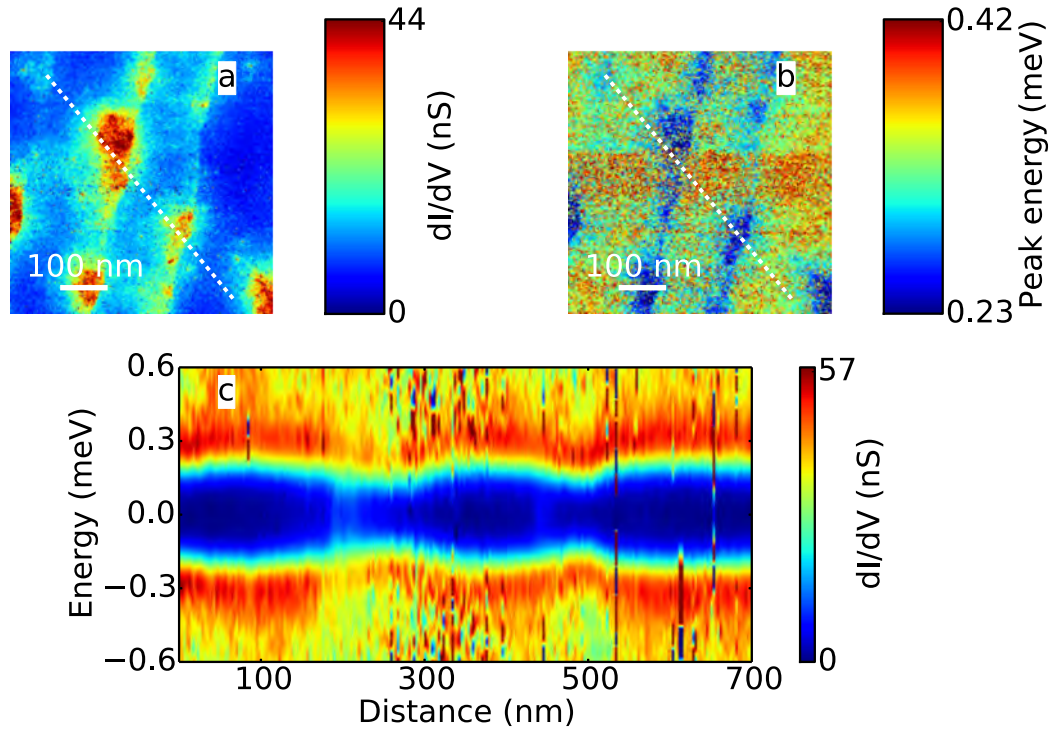 a
100 nm
44
0
dI/dV (nS)
b
100 nm
0.42
0.23
Peak energy (meV)
c
0.6
0.3
0.0
−0.3
−0.6
Energy (meV)
100
300
500
700
Distance (nm)
57
0
dI/dV (nS)